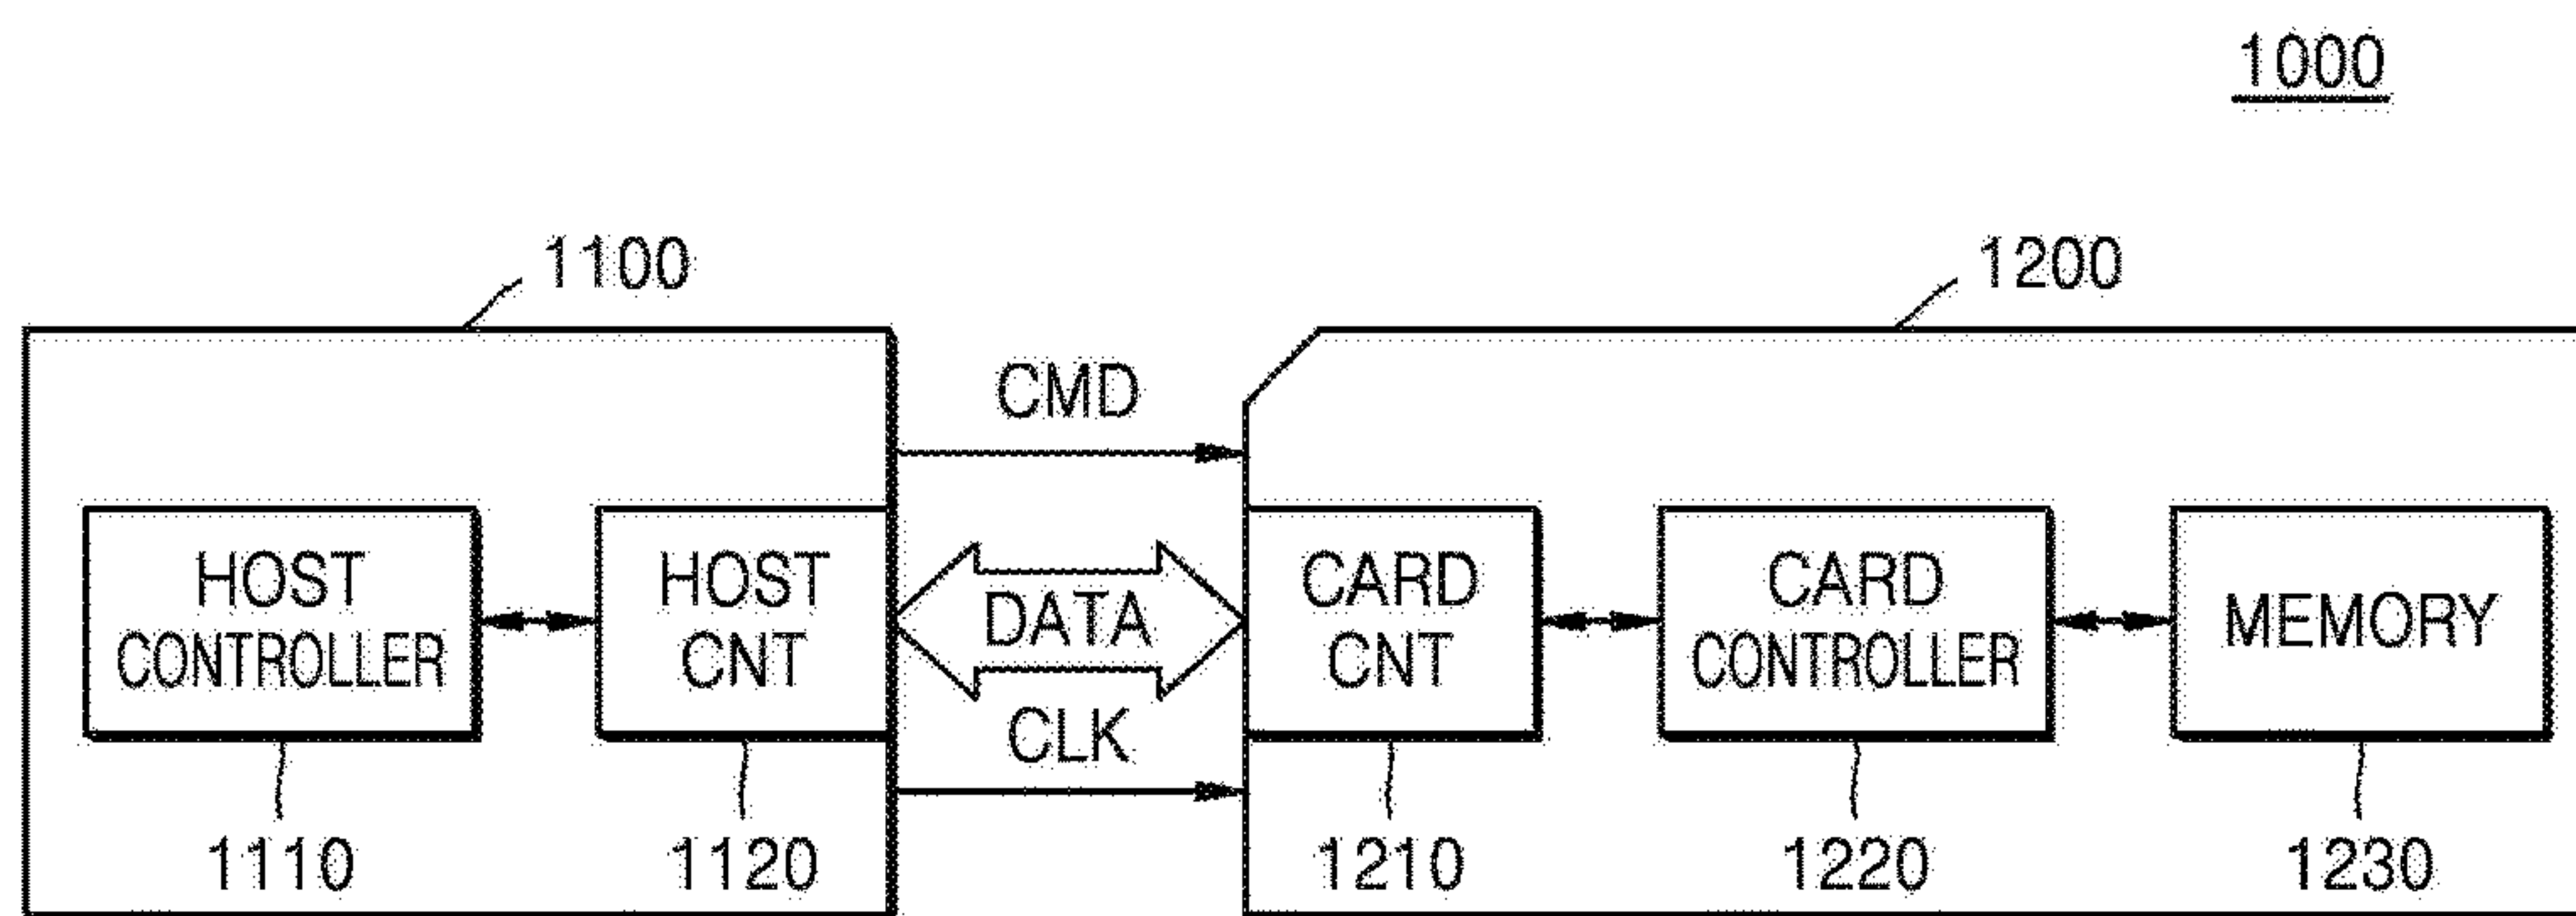 1000
1100
1200
CMD
HOST
CONTROLLER
HOST
CNT
DATA
CARD
CNT
CARD
CONTROLLER
MEMORY
CLK
1110
1120
1210
1220
1230